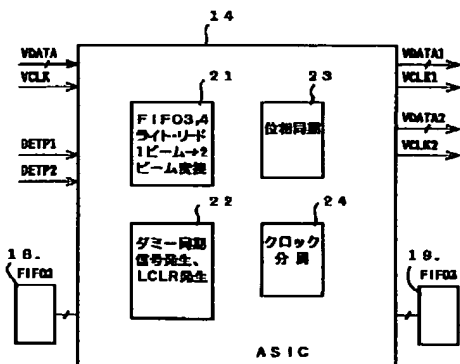 14
VDATA
VCLK
DETP1
DETP2
21
FIFO3,4
ライト・リード
1ビーム→2
ビーム変換
23
位相同期
22
ダミー同期
信号発生、
LCLR発生
24
クロック
分周
VDATA1
VCLK1
VDATA2
VCLK2
18.
FIFO2
19.
FIFO3
ASIC